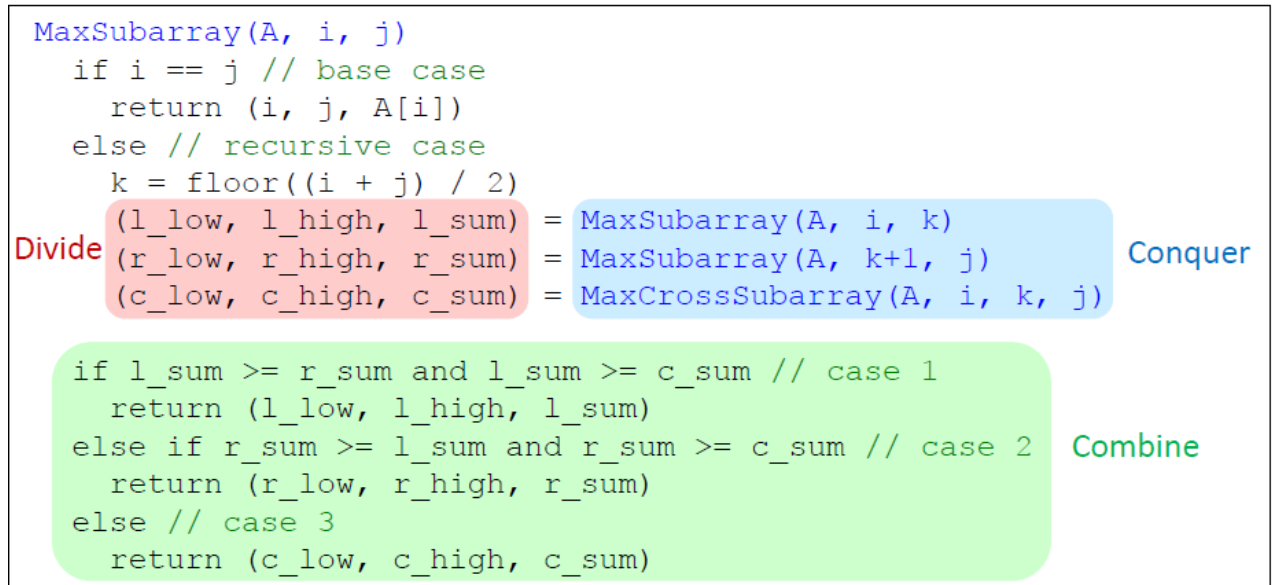 MaxSubarray(A, i, j)
if i == j // base case
return (i, j, A[i])
else // recursive case
k = floor((i + j) / 2)
(l_low, l_high, l_sum) = MaxSubarray(A, i, k)
Divide (r_low, r_high, r_sum) = MaxSubarray(A, k+1, j) Conquer
(c_low, c_high, c_sum) = MaxCrossSubarray(A, i, k, j)
if l_sum >= r_sum and l_sum >= c_sum // case 1
return (l_low, l_high, l_sum)
else if r_sum >= l_sum and r_sum >= c_sum // case 2 Combine
return (r_low, r_high, r_sum)
else // case 3
return (c_low, c_high, c_sum)